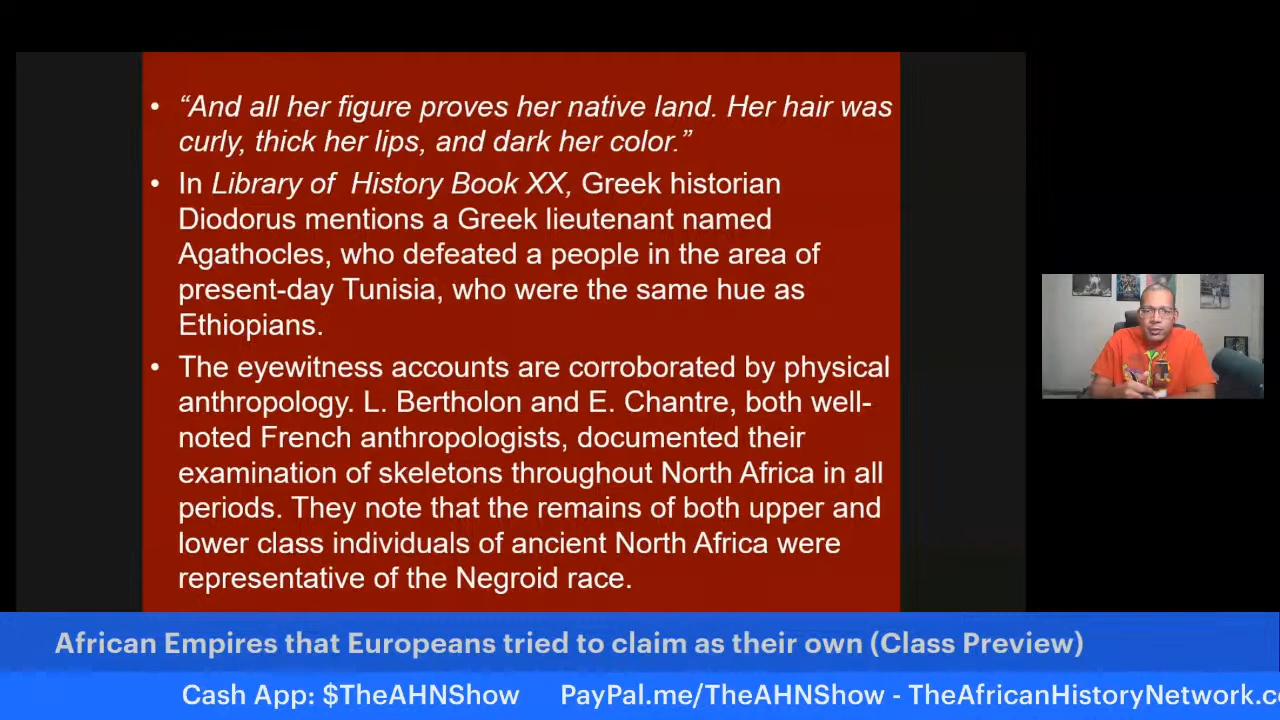 • “And all her figure proves her native land. Her hair was
curly, thick her lips, and dark her color.”
• In Library of History Book XX, Greek historian
Diodorus mentions a Greek lieutenant named
Agathocles, who defeated a people in the area of
present-day Tunisia, who were the same hue as
Ethiopians.
• The eyewitness accounts are corroborated by physical
anthropology. L. Bertholon and E. Chantre, both well-
noted French anthropologists, documented their
examination of skeletons throughout North Africa in all
periods. They note that the remains of both upper and
lower class individuals of ancient North Africa were
representative of the Negroid race.
African Empires that Europeans tried to claim as their own (Class Preview)
Cash App: $TheAHNShow PayPal.me/TheAHNShow - TheAfricanHistoryNetwork.c